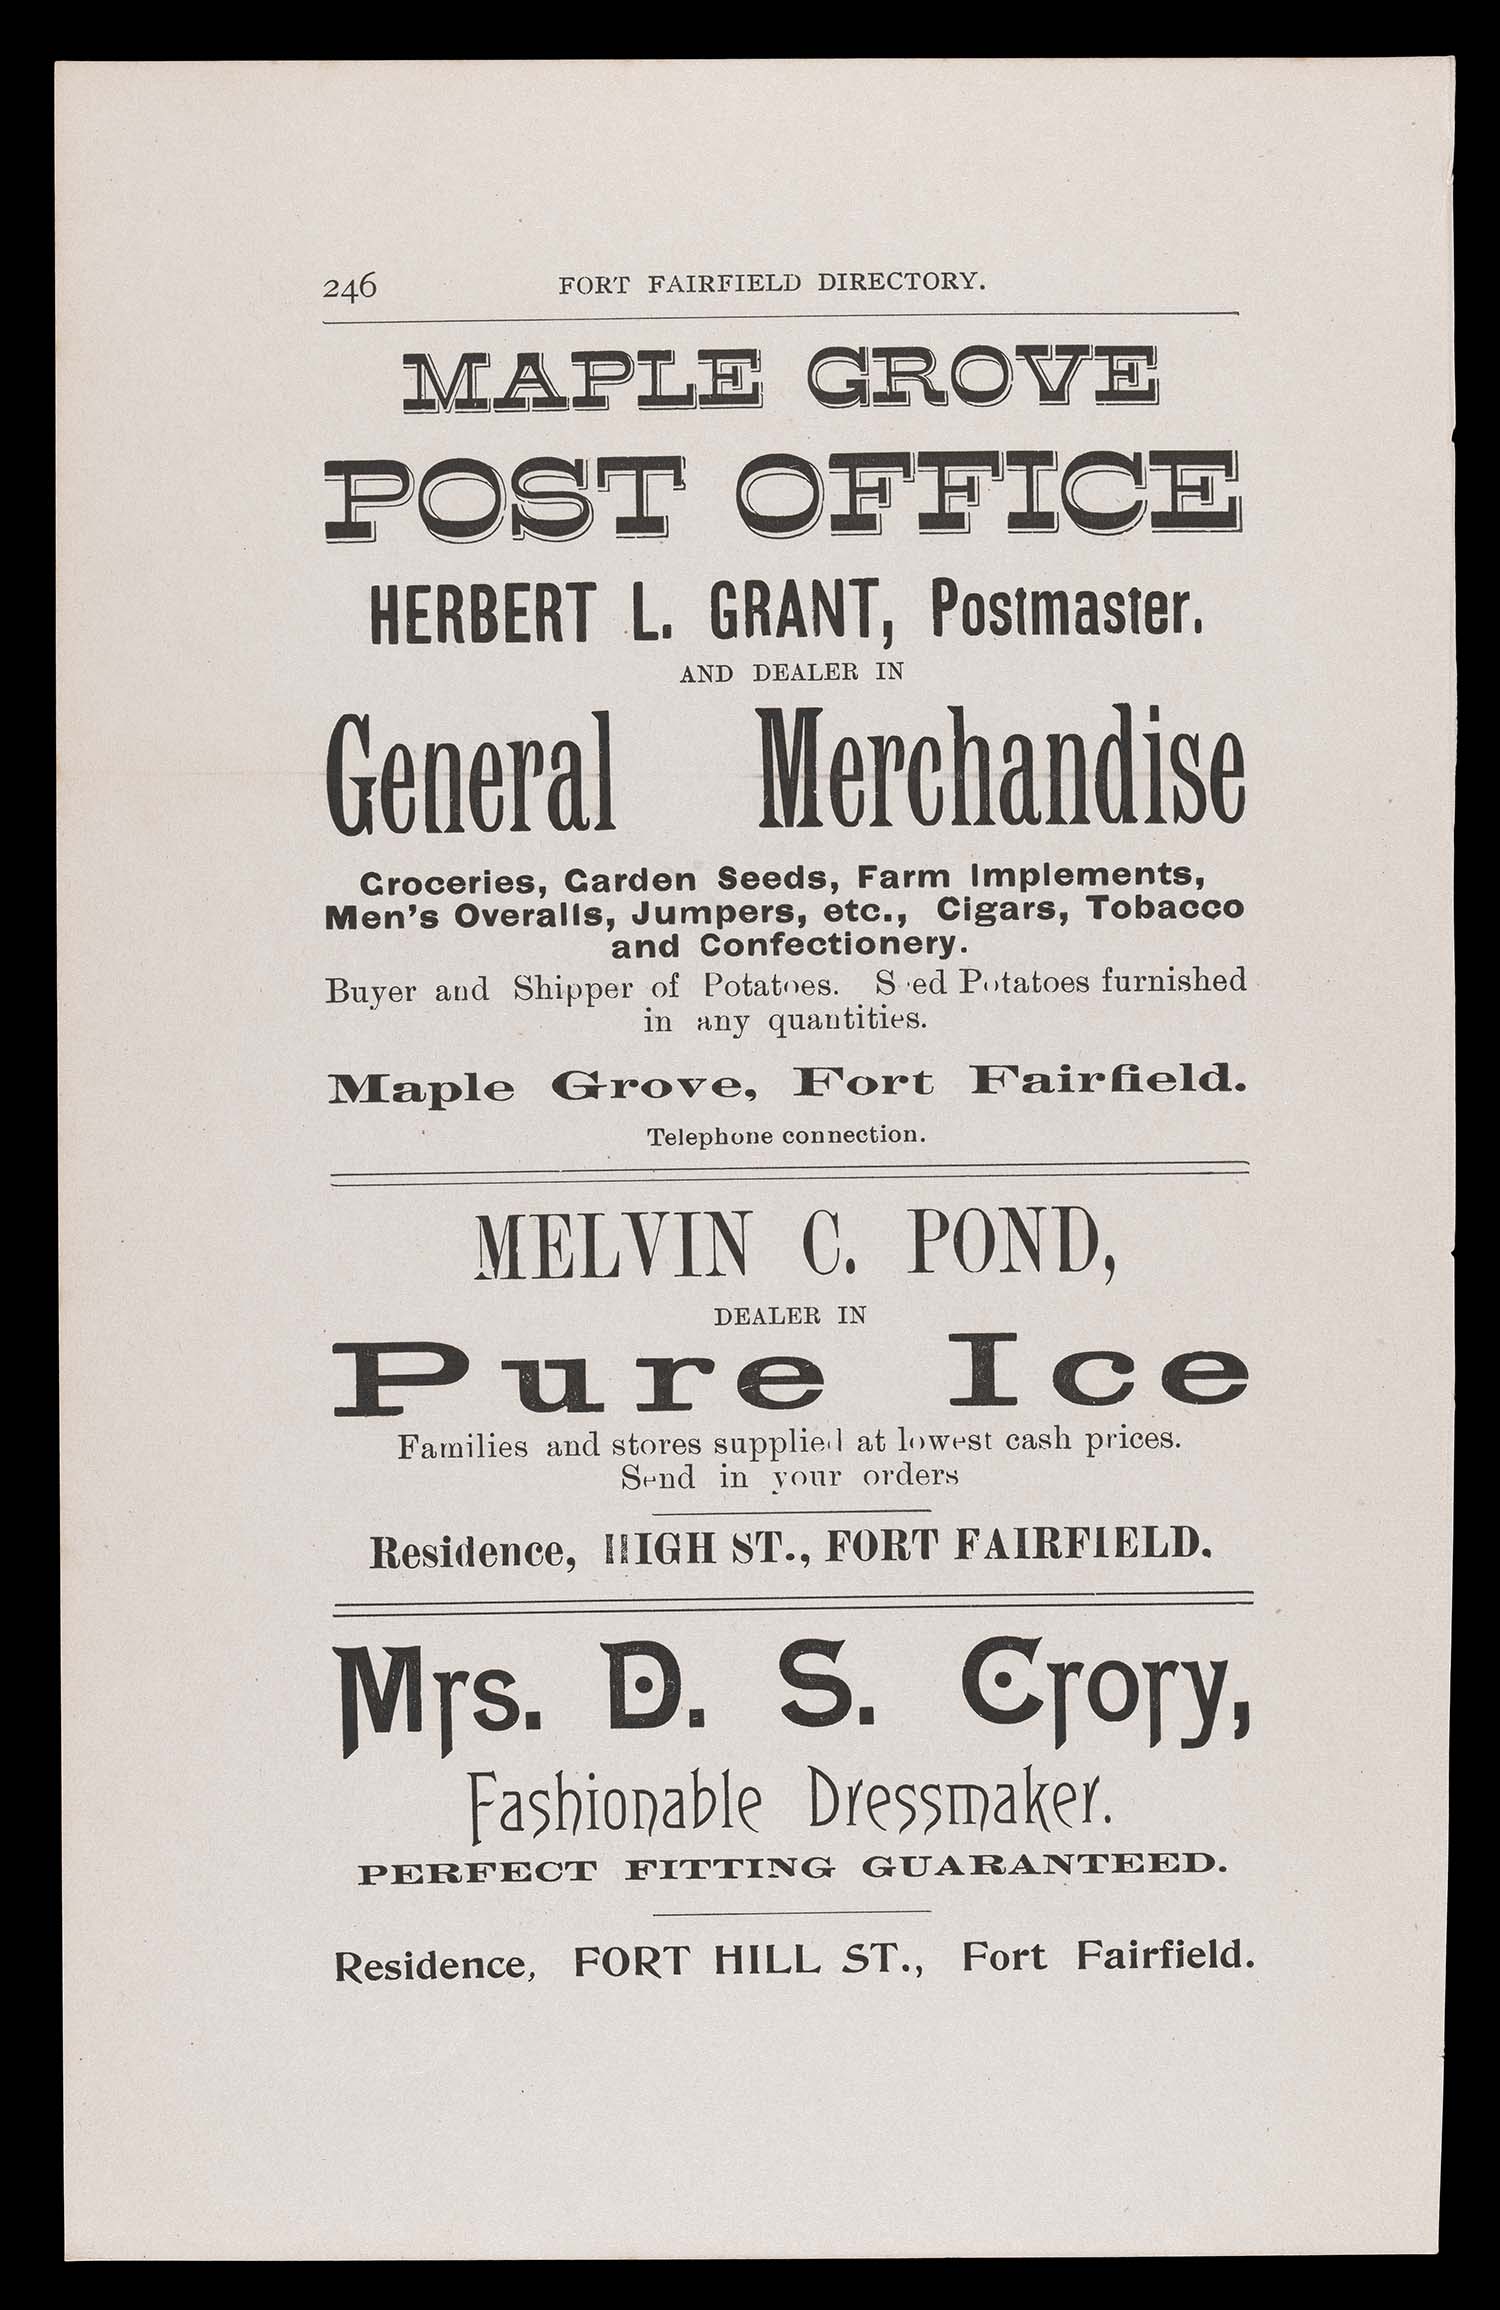 246 FORT FAIRFIELD DIRECTORY.
MAPLE GROVE
POST OFFICE
HERBERT L. GRANT, Postmaster.
AND DEALER IN
General Merchandise
Groceries, Garden Seeds, Farm Implements,
Men's Overalls, Jumpers, etc., Cigars, Tobacco
and Confectionery.
Buyer and Shipper of Potatoes. Seed Potatoes furnished
in any quantities.
Maple Grove, Fort Fairfield.
Telephone connection.
MELVIN C. POND,
DEALER IN
Pure Ice
Families and stores supplied at lowest cash prices.
Send in your orders
Residence, HIGH ST., FORT FAIRFIELD.
Mrs. D. S. Crory,
Fashionable Dressmaker.
PERFECT FITTING GUARANTEED.
Residence, FORT HILL ST., Fort Fairfield.